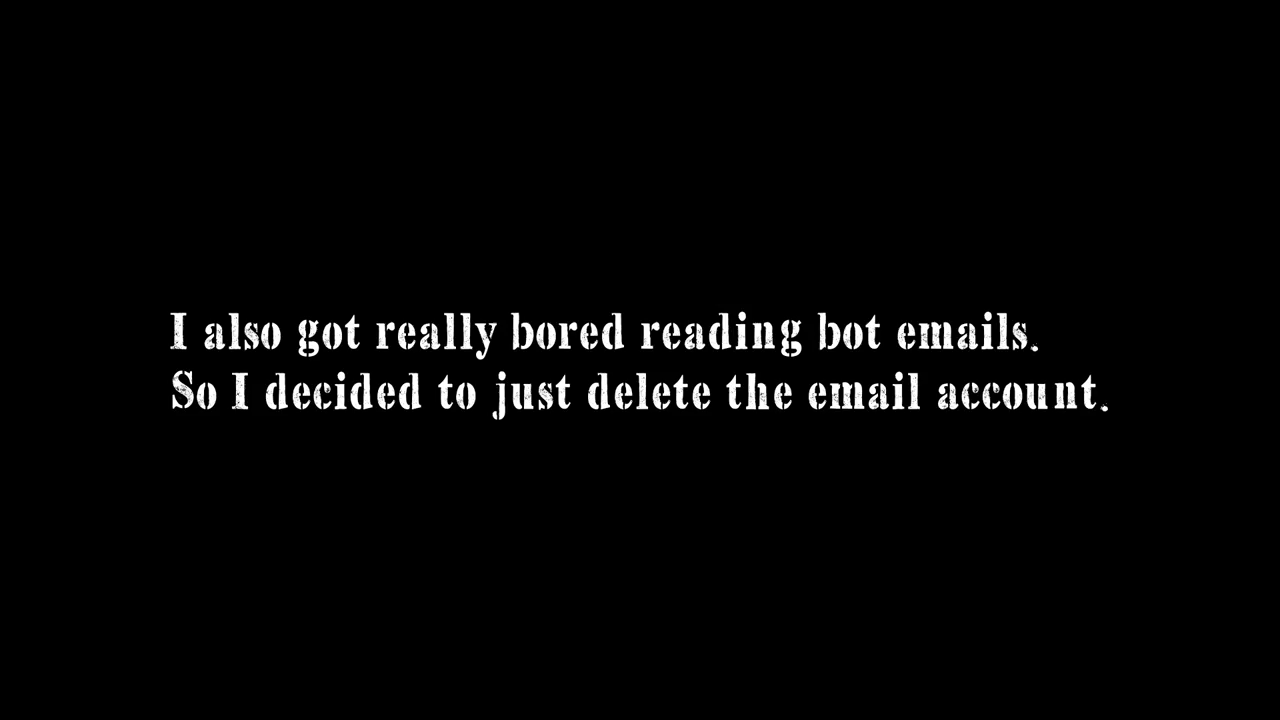 I also got really bored reading bot emails.
So I decided to just delete the email account.